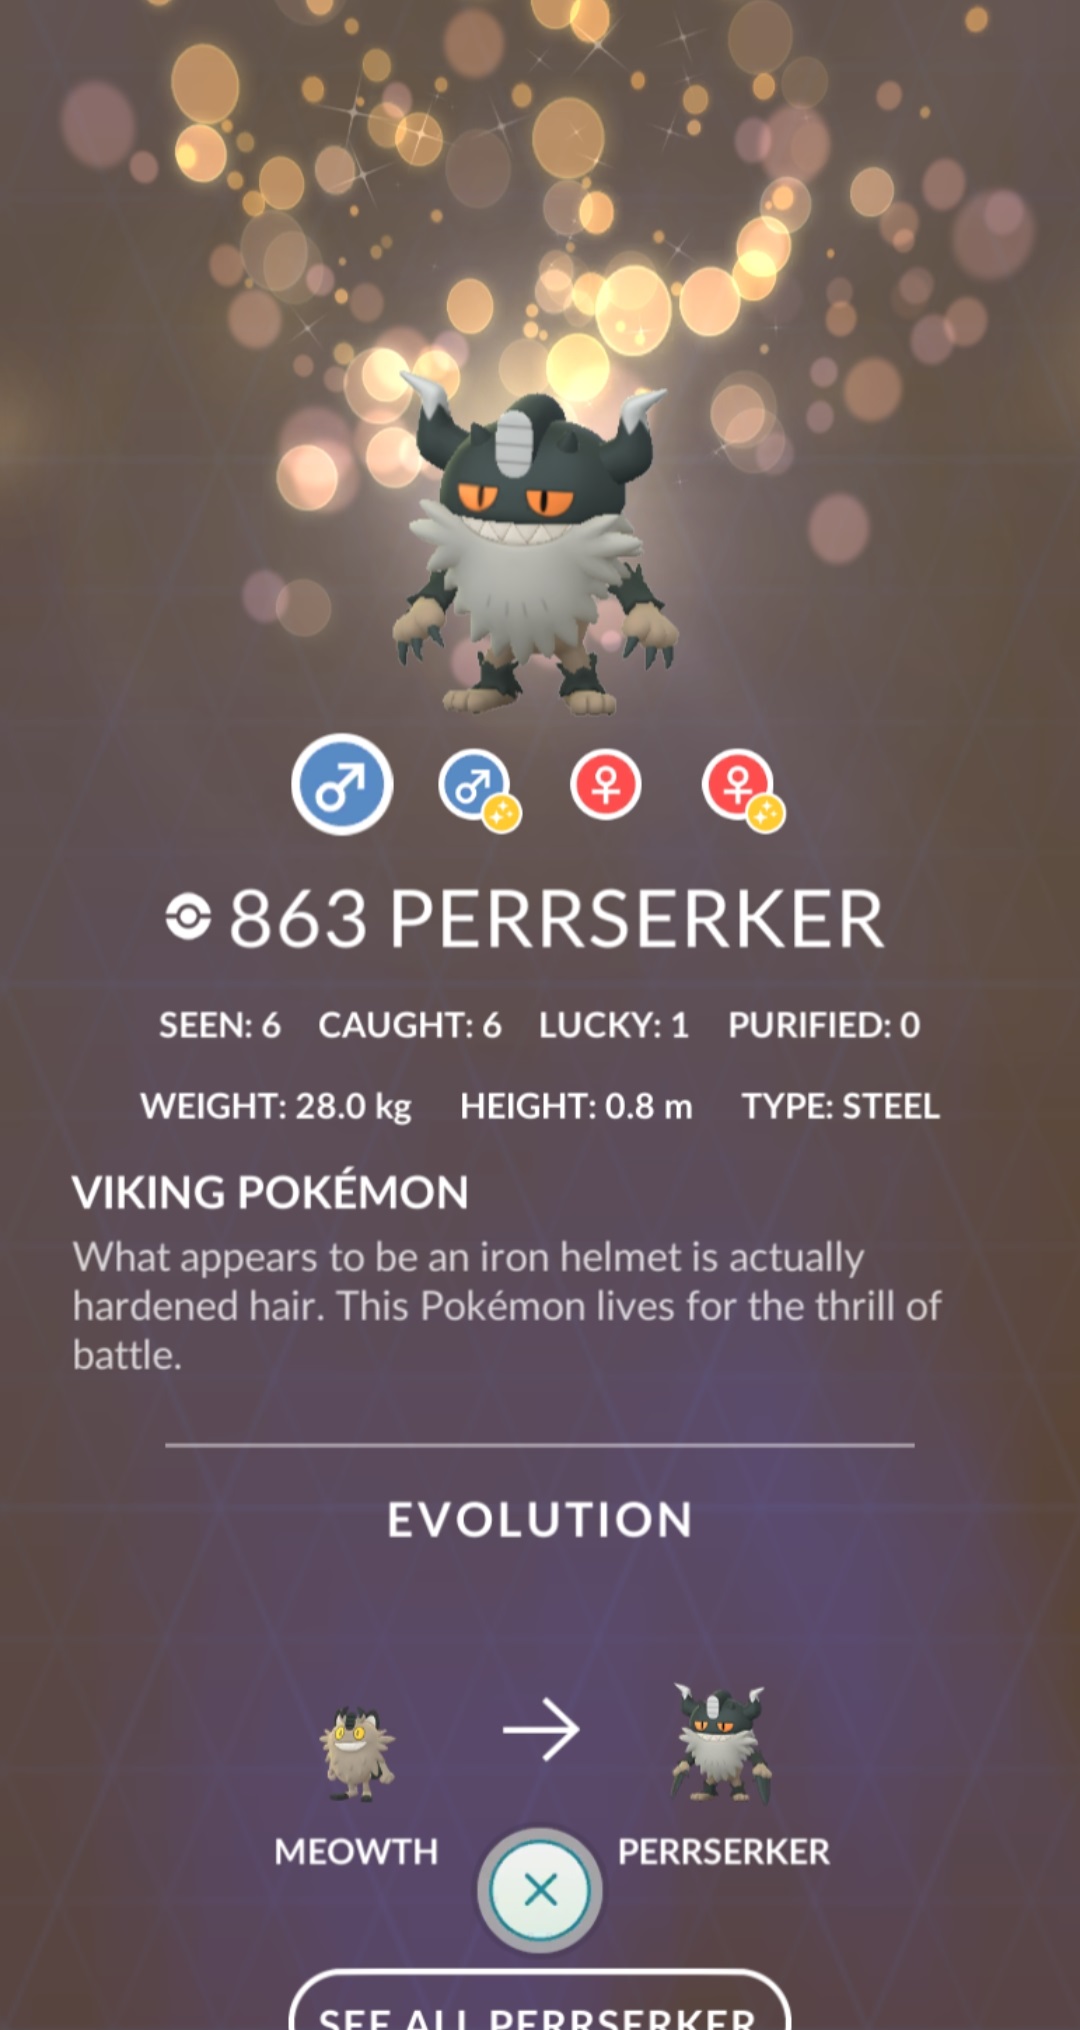 863 PERRSERKER
SEEN: 6 CAUGHT: 6 LUCKY: 1 PURIFIED: 0
WEIGHT: 28.0 kg HEIGHT: 0.8 m TYPE: STEEL
VIKING POKÉMON
What appears to be an iron helmet is actually
hardened hair. This Pokémon lives for the thrill of
battle.
EVOLUTION
MEOWTH PERRSERKER
SEE ALL PERRSERKER